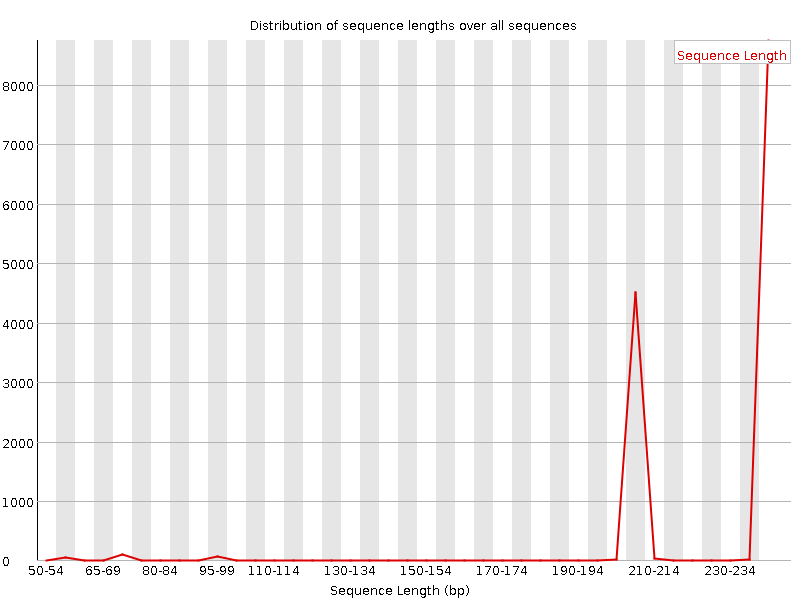 Distribution of sequence lengths over all sequences
Sequence Length
8000
7000
6000
5000
4000
3000
2000
1000
0
50-54 65-69 80-84 95-99 110-114 130-134 150-154 170-174 190-194 210-214 230-234
Sequence Length (bp)